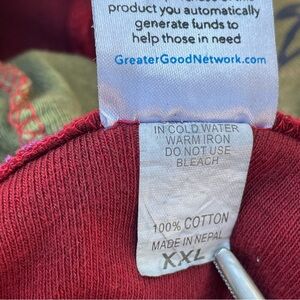 product you automatically
generate funds to
help those in need
GreaterGoodNetwork.com
IN COLD WATER
WARM IRON
DO NOT USE
BLEACH
100% COTTON
MADE IN NEPAL
XXL